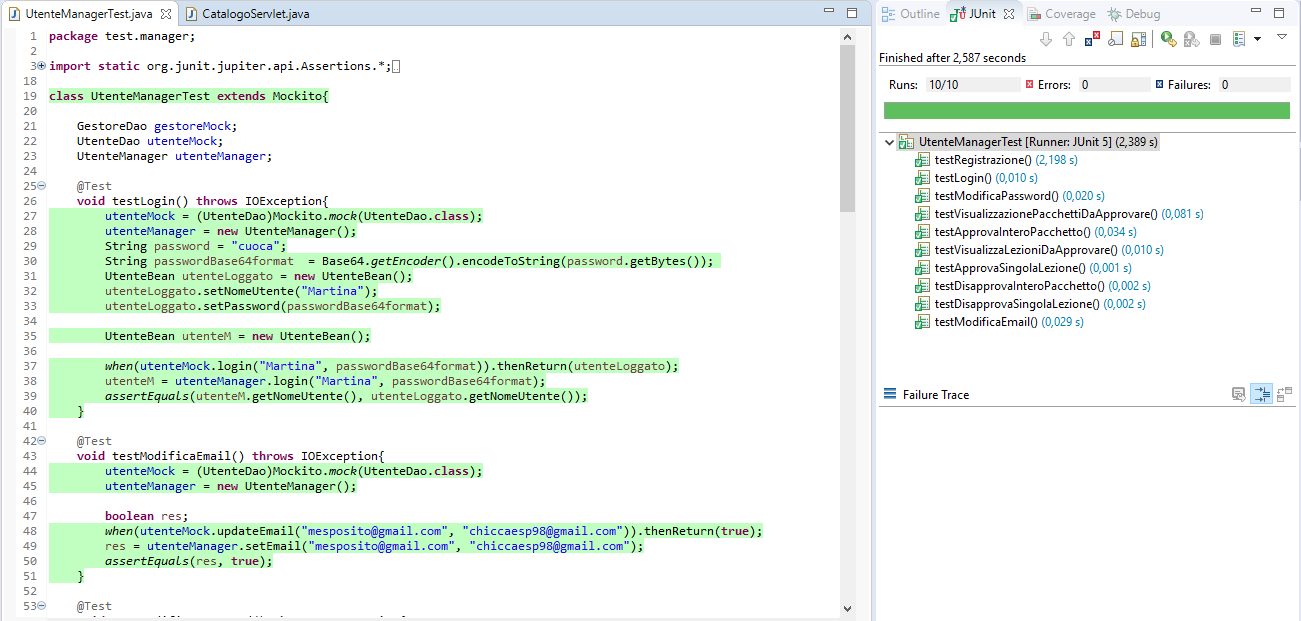 UtenteManagerTest.java CatalogoServlet.java
1 package test.manager;
2
3 import static org.junit.jupiter.api.Assertions.*;
18
19 class UtenteManagerTest extends Mockito{
20
21 GestoreDao gestoreMock;
22 UtenteDao utenteMock;
23 UtenteManager utenteManager;
24
25 @Test
26 void testLogin() throws IOException{
27 utenteMock = (UtenteDao)Mockito.mock(UtenteDao.class);
28 utenteManager = new UtenteManager();
29 String password = "cuoca";
30 String passwordBase64format = Base64.getEncoder().encodeToString(password.getBytes());
31 UtenteBean utenteLoggato = new UtenteBean();
32 utenteLoggato.setNomeUtente("Martina");
33 utenteLoggato.setPassword(passwordBase64format);
34
35 UtenteBean utenteM = new UtenteBean();
36
37 when(utenteMock.login("Martina", passwordBase64format)).thenReturn(utenteLoggato);
38 utenteM = utenteManager.login("Martina", passwordBase64format);
39 assertEquals(utenteM.getNomeUtente(), utenteLoggato.getNomeUtente());
40 }
41
42 @Test
43 void testModificaEmail() throws IOException{
44 utenteMock = (UtenteDao)Mockito.mock(UtenteDao.class);
45 utenteManager = new UtenteManager();
46
47 boolean res;
48 when(utenteMock.updateEmail("mesposito@gmail.com", "chiccaesp98@gmail.com")).thenReturn(true);
49 res = utenteManager.setEmail("mesposito@gmail.com", "chiccaesp98@gmail.com");
50 assertEquals(res, true);
51 }
52
53 @Test
Outline JUnit Coverage Debug
Finished after 2,587 seconds
Runs: 10/10 Errors: 0 Failures: 0
UtenteManagerTest [Runner: JUnit 5] (2,389 s)
testRegistrazione() (2,198 s)
testLogin() (0,010 s)
testModificaPassword() (0,020 s)
testVisualizzazionePacchettiDaApprovare() (0,081 s)
testApprovaInteroPacchetto() (0,034 s)
testVisualizzaLezioniDaApprovare() (0,010 s)
testApprovaSingolaLezione() (0,001 s)
testDisapprovaInteroPacchetto() (0,002 s)
testDisapprovaSingolaLezione() (0,002 s)
testModificaEmail() (0,029 s)
Failure Trace